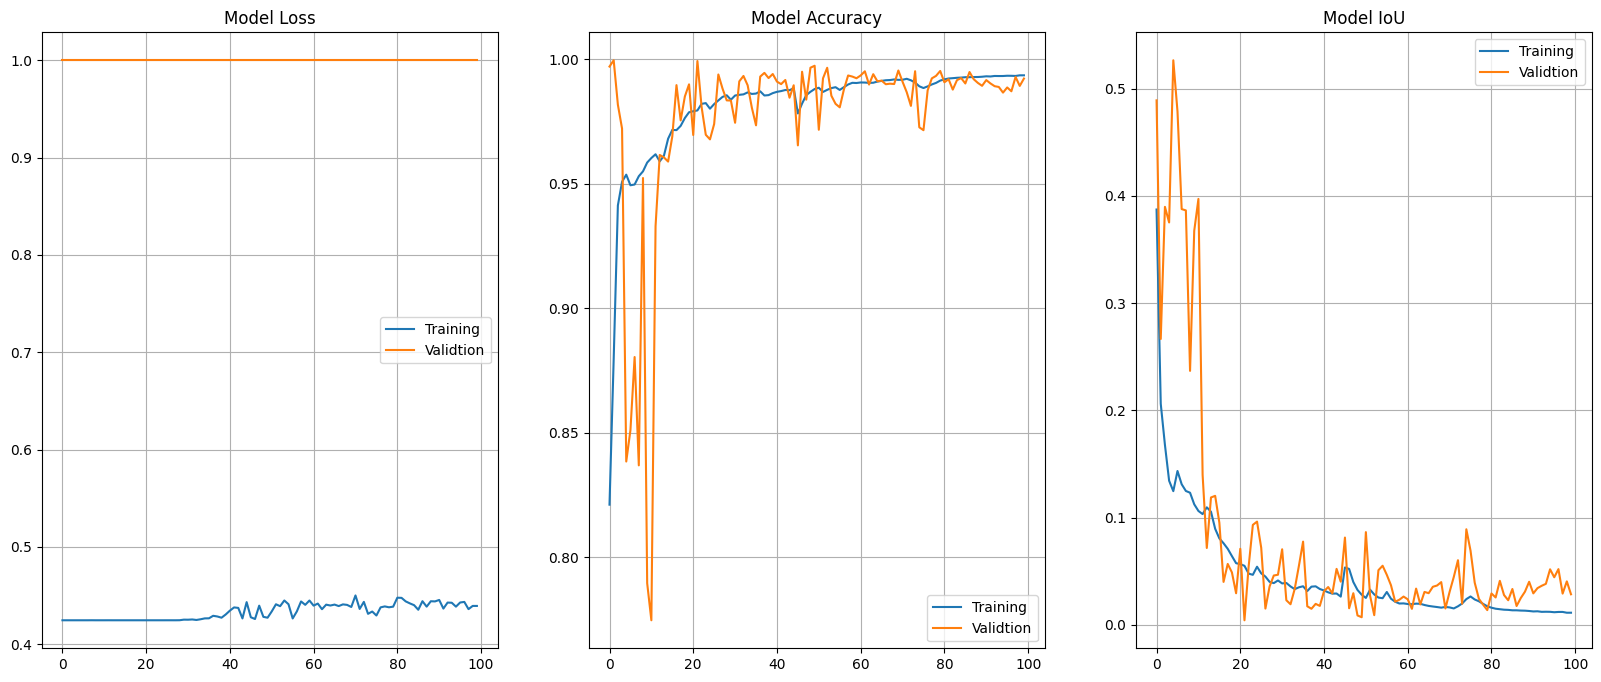 Model Loss
1.0
0.9
0.8
0.7
0.6
0.5
0.4
0 20 40 60 80 100
Training
Validtion
Model Accuracy
1.00
0.95
0.90
0.85
0.80
0 20 40 60 80 100
Training
Validtion
Model IoU
0.5
0.4
0.3
0.2
0.1
0.0
0 20 40 60 80 100
Training
Validtion